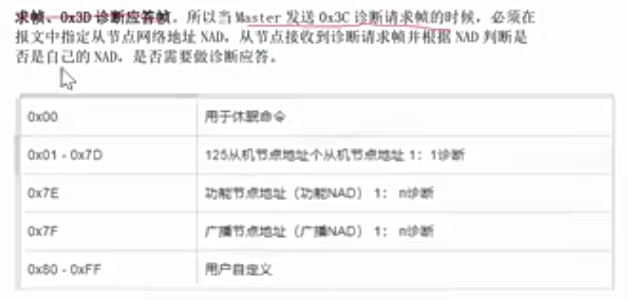 求帧、0x3D 诊断应答帧。所以当 Master 发送 0x3C 诊断请求帧的时候，必须在
报文中指定从节点网络地址 NAD，从节点接收到诊断请求帧并根据 NAD 判断是
否是自己的 NAD，是否需要做诊断应答。
0x00 用于休眠命令
0x01 - 0x7D 125从机节点地址个从机节点地址 1：1诊断
0x7E 功能节点地址（功能NAD） 1： n诊断
0x7F 广播节点地址（广播NAD） 1： n诊断
0x80 - 0xFF 用户自定义